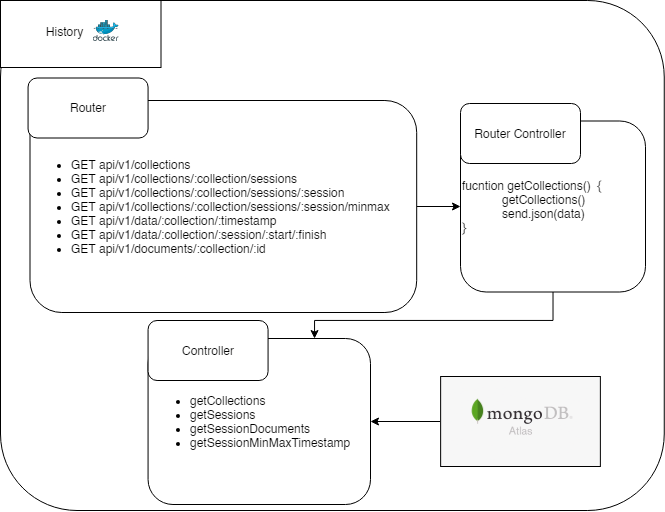 History
docker
Router
GET api/v1/collections
GET api/v1/collections/:collection/sessions
GET api/v1/collections/:collection/sessions/:session
GET api/v1/collections/:collection/sessions/:session/minmax
GET api/v1/data/:collection/:timestamp
GET api/v1/data/:collection/:session/:start/:finish
GET api/v1/documents/:collection/:id
Router Controller
fucntion getCollections() {
getCollections()
send.json(data)
}
Controller
getCollections
getSessions
getSessionDocuments
getSessionMinMaxTimestamp
mongoDB
Atlas